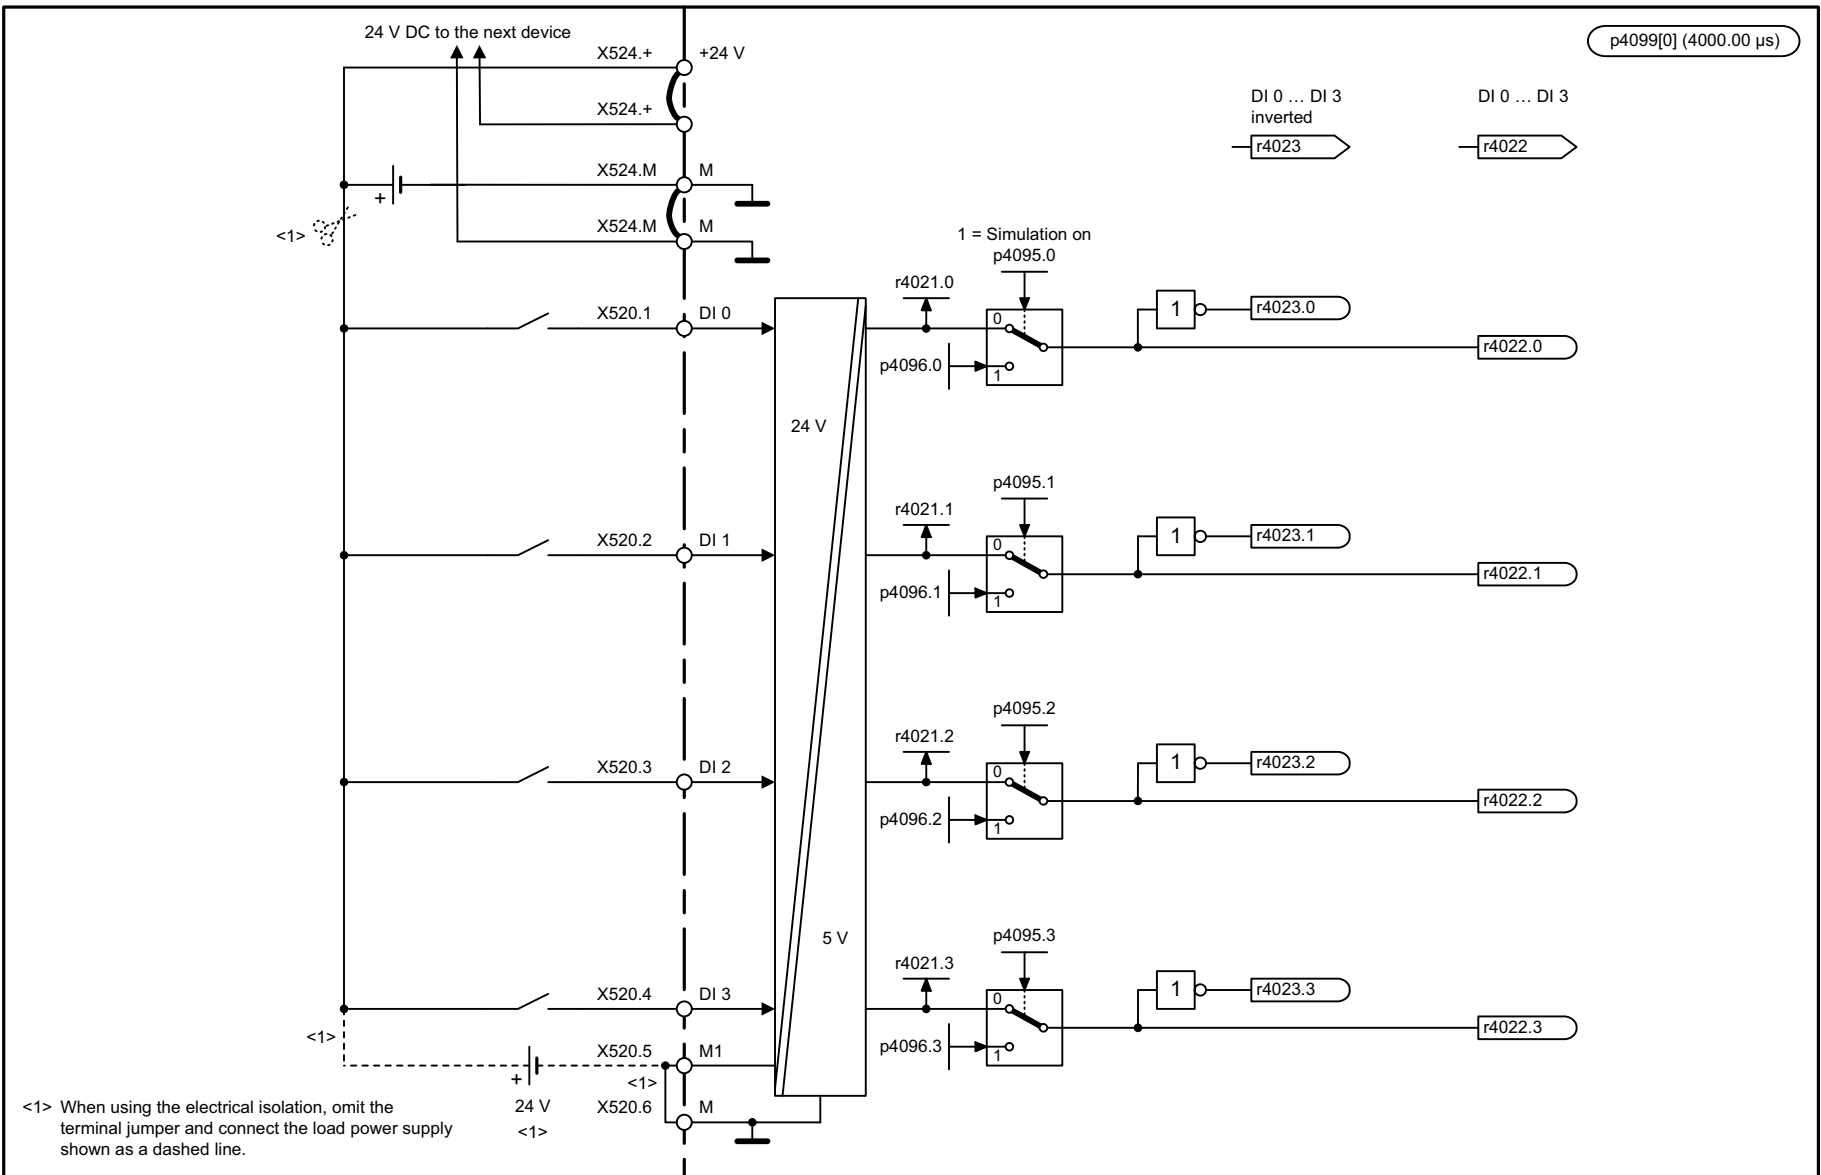 24 V DC to the next device
X524.+
+24 V
p4099[0] (4000.00 µs)
X524.+
DI 0 … DI 3
inverted
r4023
DI 0 … DI 3
r4022
X524.M
M
+
<1>
X524.M
M
1 = Simulation on
p4095.0
r4021.0
X520.1
DI 0
0
1
r4023.0
r4022.0
p4096.0
1
24 V
p4095.1
r4021.1
X520.2
DI 1
0
1
r4023.1
r4022.1
p4096.1
1
p4095.2
r4021.2
X520.3
DI 2
0
1
r4023.2
r4022.2
p4096.2
1
5 V
p4095.3
r4021.3
X520.4
DI 3
0
1
r4023.3
r4022.3
p4096.3
1
<1>
X520.5
M1
+
<1>
24 V
<1>
X520.6
M
<1> When using the electrical isolation, omit the
terminal jumper and connect the load power supply
shown as a dashed line.